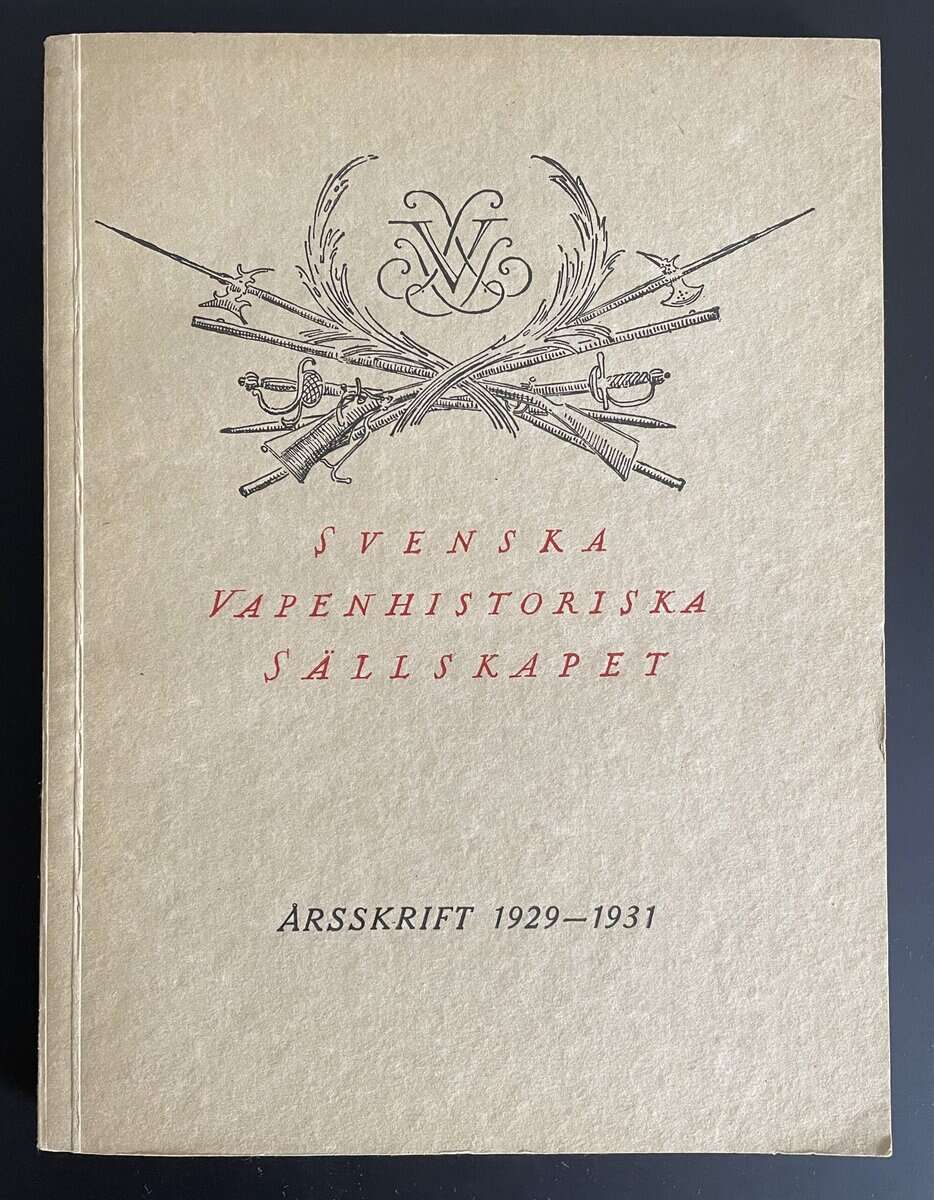 SVENSKA
VAPENHISTORISKA
SÄLLSKAPET
ÅRSSKRIFT 1929—1931